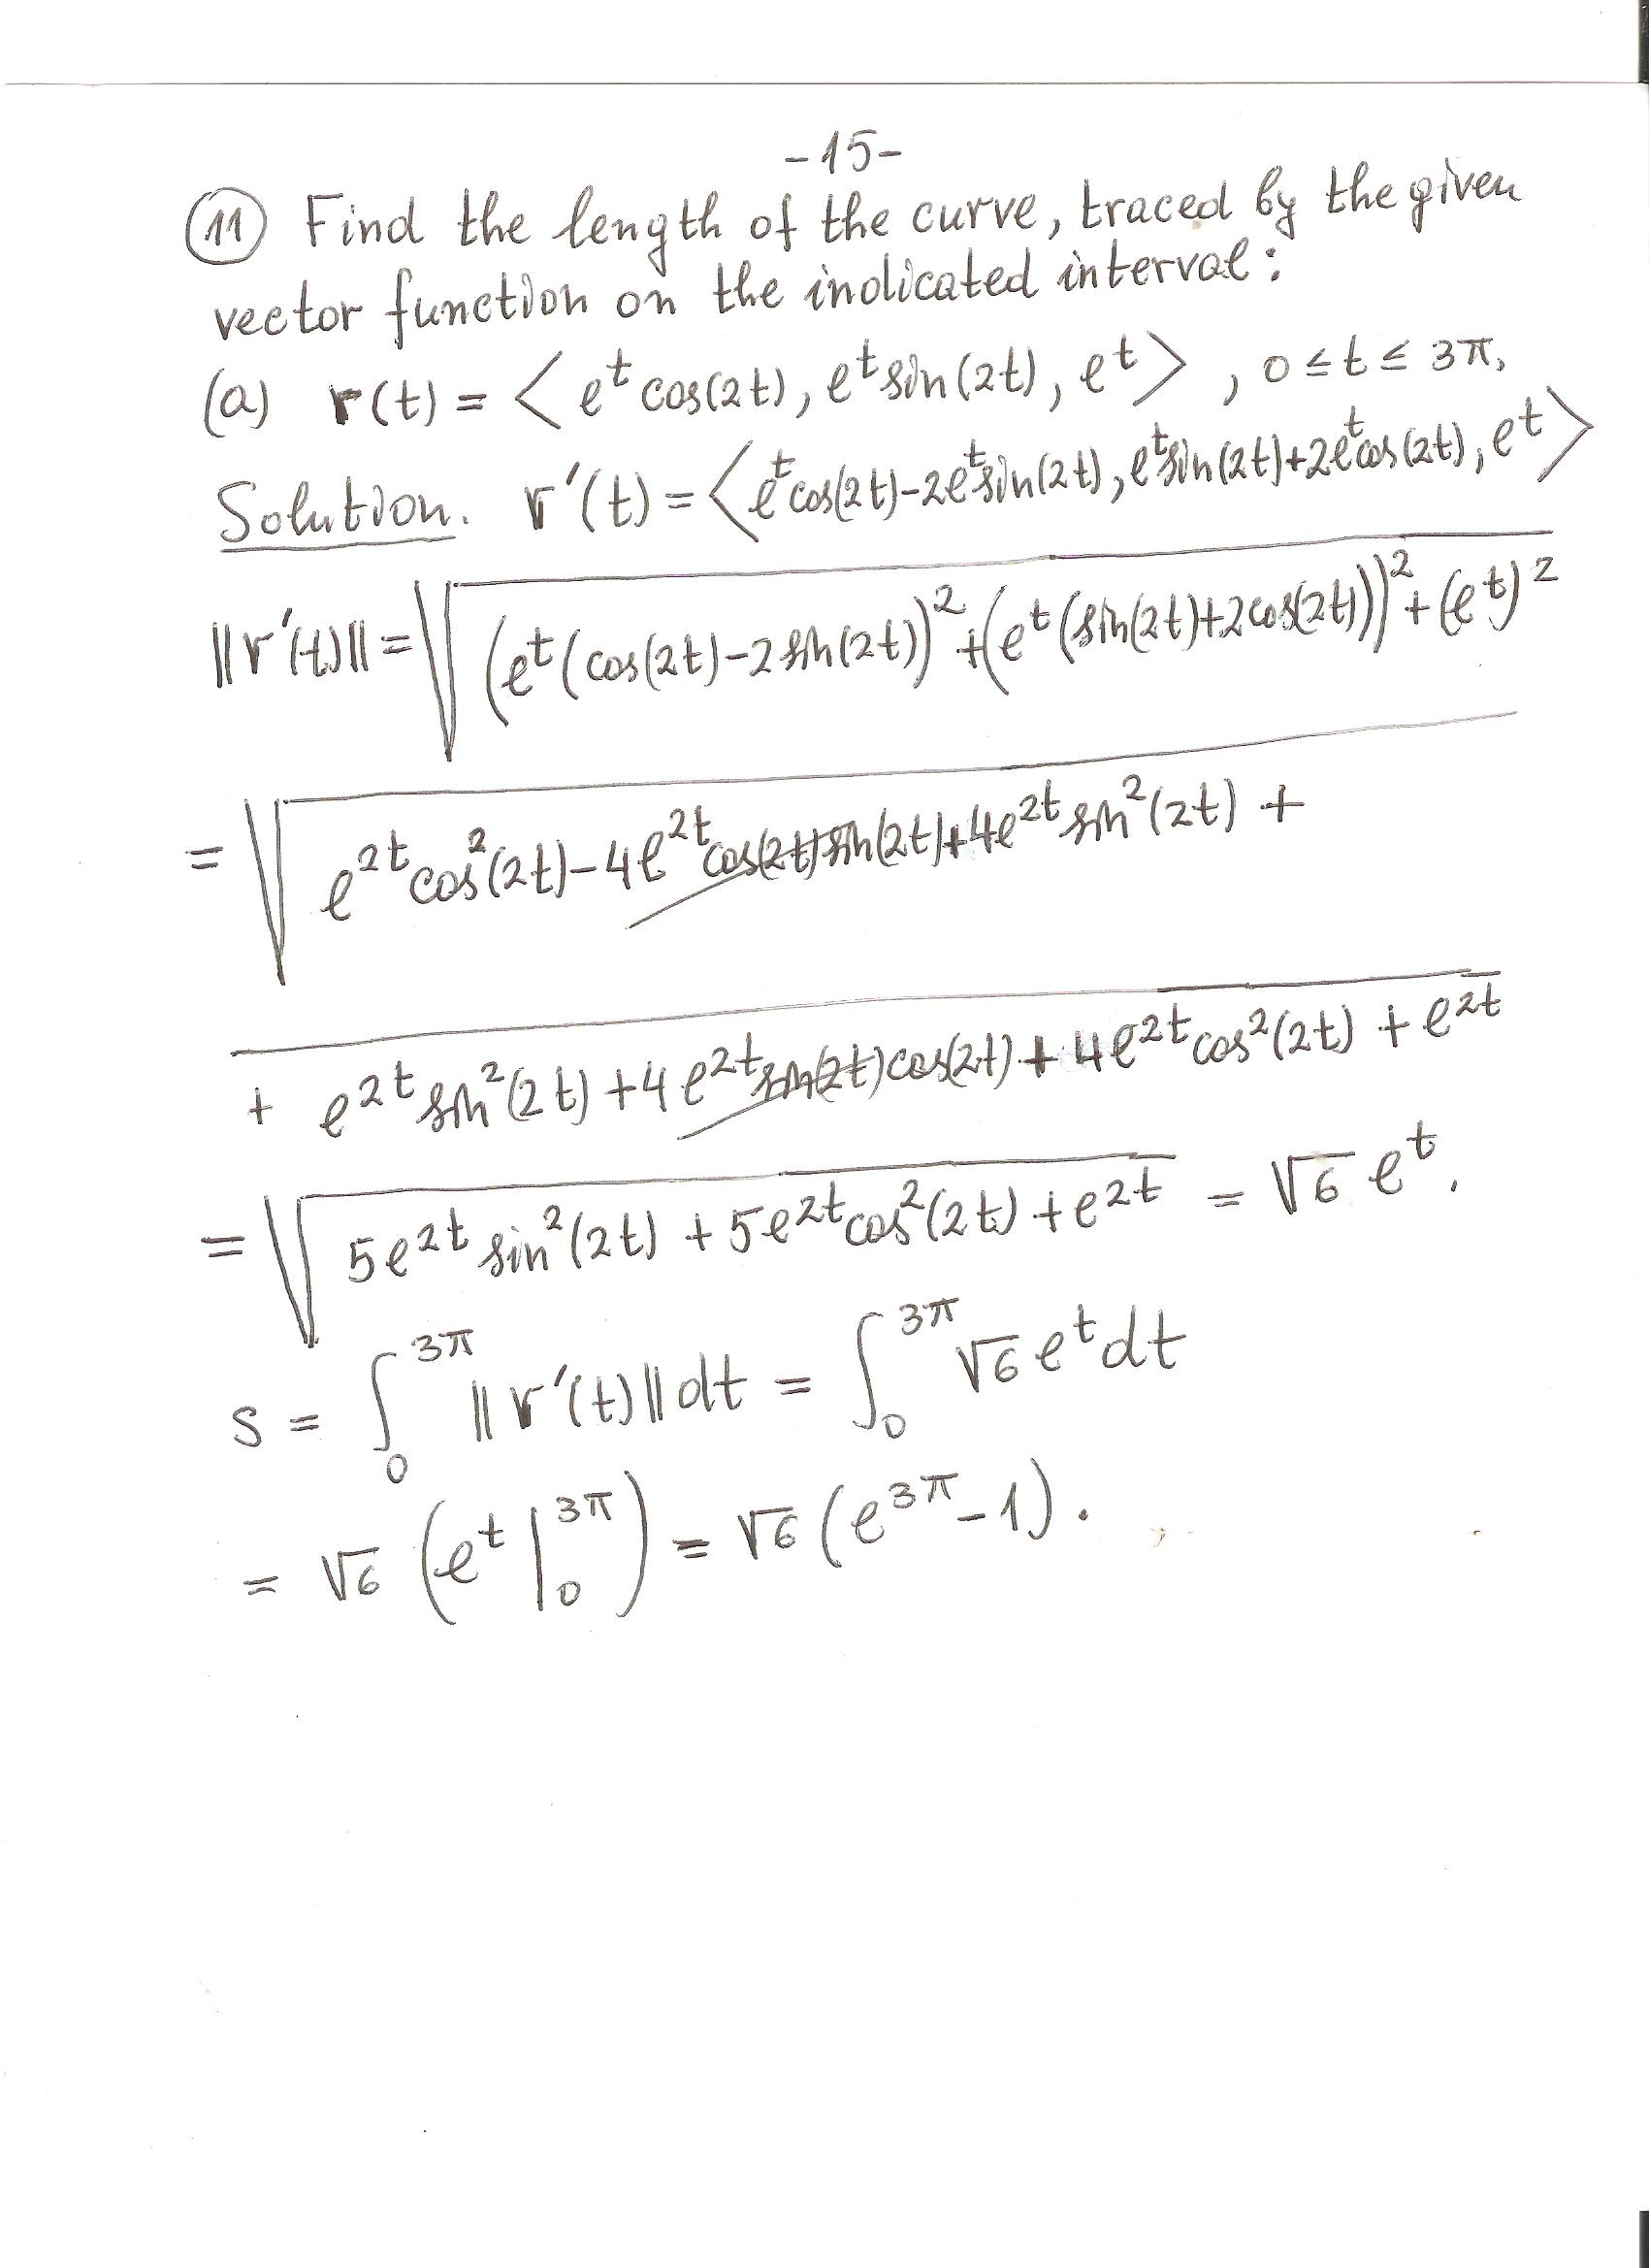 -15-
(11) Find the length of the curve, traced by the given
vector function on the indicated interval:
(a) r(t) = < e^t cos(2t), e^t sin(2t), e^t > , 0 ≤ t ≤ 3π.
Solution. r'(t) = < e^t cos(2t) - 2e^t sin(2t), e^t sin(2t) + 2e^t cos(2t), e^t >
||r'(t)|| = √( (e^t (cos(2t) - 2 sin(2t))^2 + (e^t (sin(2t) + 2 cos(2t)))^2 + (e^t)^2
= √ e^2t cos^2(2t) - 4e^2t cos(2t) sin(2t) + 4e^2t sin^2(2t) +
+ e^2t sin^2(2t) + 4e^2t sin(2t) cos(2t) + 4e^2t cos^2(2t) + e^2t
= √ 5e^2t sin^2(2t) + 5e^2t cos^2(2t) + e^2t = √6 e^t.
s = ∫_0^3π ||r'(t)|| dt = ∫_0^3π √6 e^t dt
= √6 (e^t |_0^3π) = √6 (e^3π - 1).